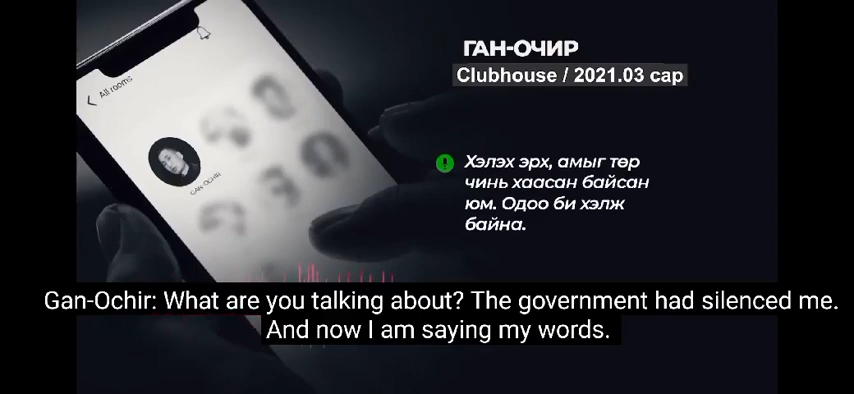 All rooms
GAN-OCHIR
ГАН-ОЧИР
Clubhouse / 2021.03 сар
Хэлэх эрх, амыг төр
чинь хаасан байсан
юм. Одоо би хэлж
байна.
Gan-Ochir: What are you talking about? The government had silenced me.
And now I am saying my words.